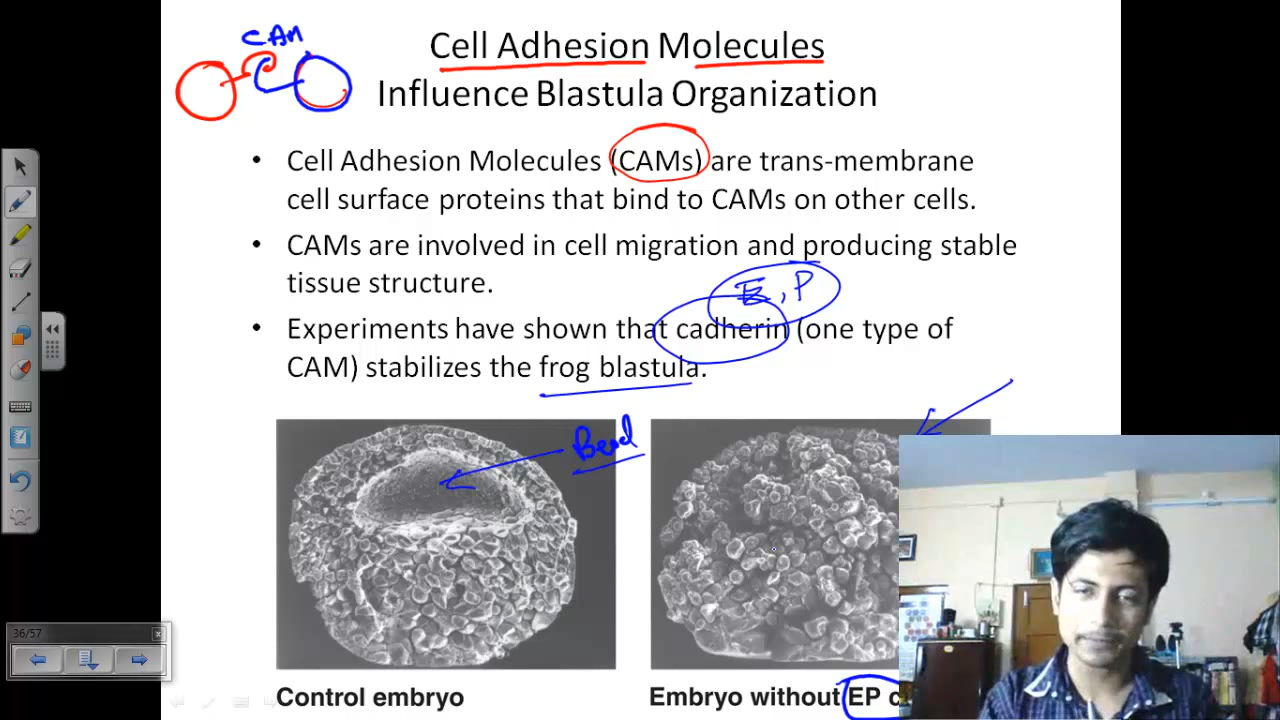 CAM
Cell Adhesion Molecules
Influence Blastula Organization
• Cell Adhesion Molecules (CAMs) are trans-membrane
cell surface proteins that bind to CAMs on other cells.
• CAMs are involved in cell migration and producing stable
tissue structure.
E, P
• Experiments have shown that cadherin (one type of
CAM) stabilizes the frog blastula.
36/57
Control embryo
Embryo without EP c